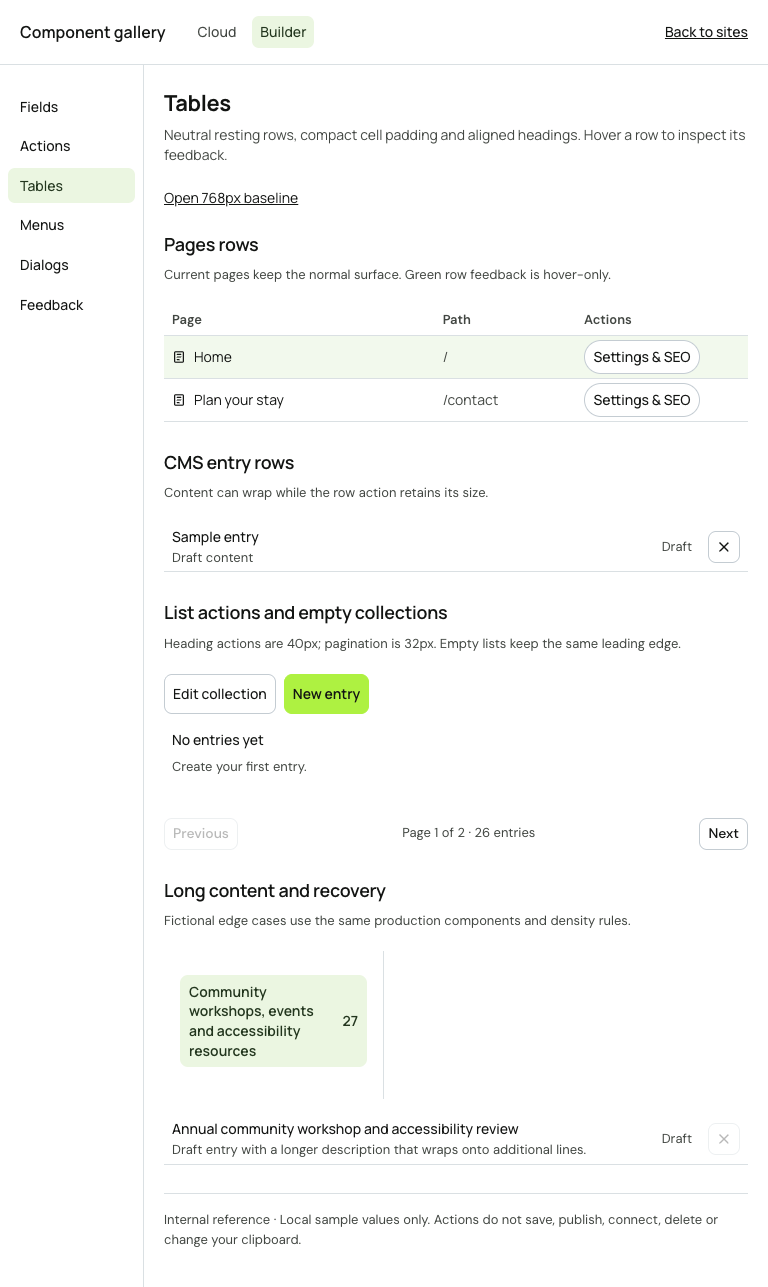 Component gallery
Cloud
Builder
Back to sites
Fields
Actions
Tables
Menus
Dialogs
Feedback
Tables
Neutral resting rows, compact cell padding and aligned headings. Hover a row to inspect its
feedback.
Open 768px baseline
Pages rows
Current pages keep the normal surface. Green row feedback is hover-only.
Page Path Actions
Home / Settings & SEO
Plan your stay /contact Settings & SEO
CMS entry rows
Content can wrap while the row action retains its size.
Sample entry
Draft content
Draft
List actions and empty collections
Heading actions are 40px; pagination is 32px. Empty lists keep the same leading edge.
Edit collection New entry
No entries yet
Create your first entry.
Previous Page 1 of 2 · 26 entries Next
Long content and recovery
Fictional edge cases use the same production components and density rules.
Community
workshops, events
and accessibility
resources
27
Annual community workshop and accessibility review
Draft entry with a longer description that wraps onto additional lines.
Draft
Internal reference · Local sample values only. Actions do not save, publish, connect, delete or
change your clipboard.